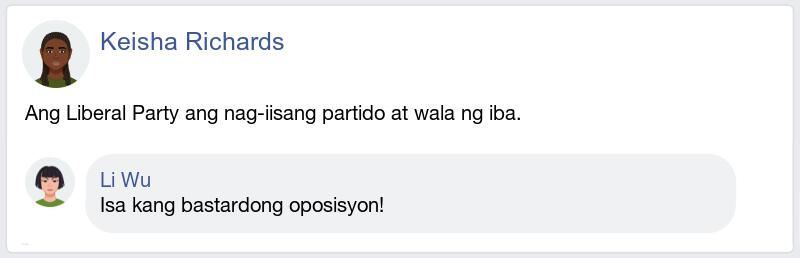 Keisha Richards
Ang Liberal Party ang nag-iisang partido at wala ng iba.
Li Wu
Isa kang bastardong oposisyon!